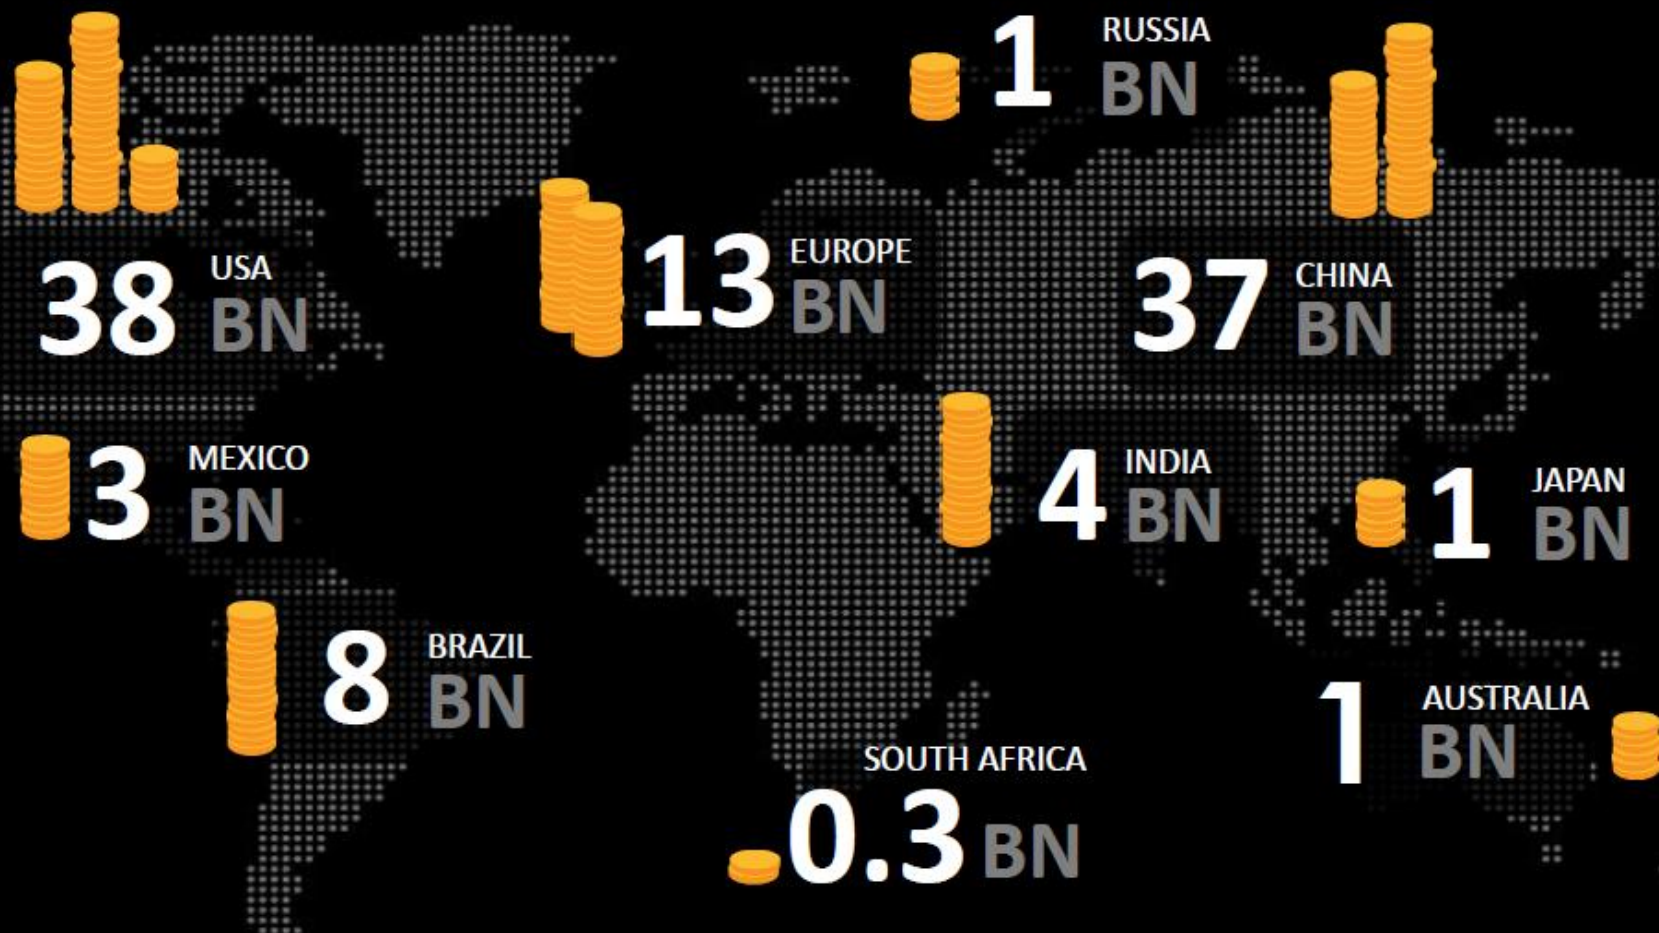 1 RUSSIA
BN
38 USA
BN
13 EUROPE
BN
37 CHINA
BN
3 MEXICO
BN
4 INDIA
BN
1 JAPAN
BN
8 BRAZIL
BN
1 AUSTRALIA
BN
SOUTH AFRICA
0.3 BN